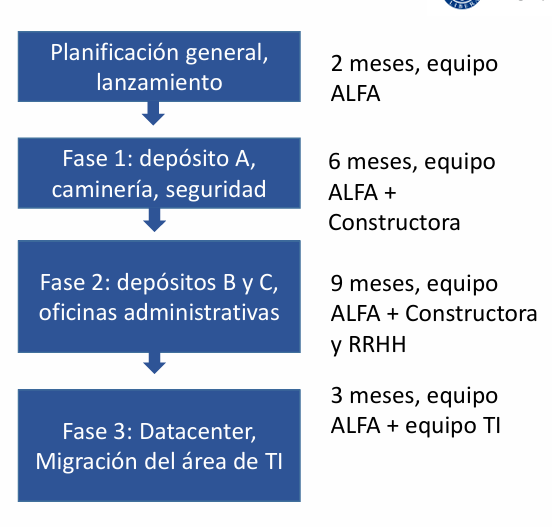 Planificación general,
lanzamiento
2 meses, equipo
ALFA
Fase 1: depósito A,
caminería, seguridad
6 meses, equipo
ALFA +
Constructora
Fase 2: depósitos B y C,
oficinas administrativas
9 meses, equipo
ALFA + Constructora
y RRHH
Fase 3: Datacenter,
Migración del área de TI
3 meses, equipo
ALFA + equipo TI